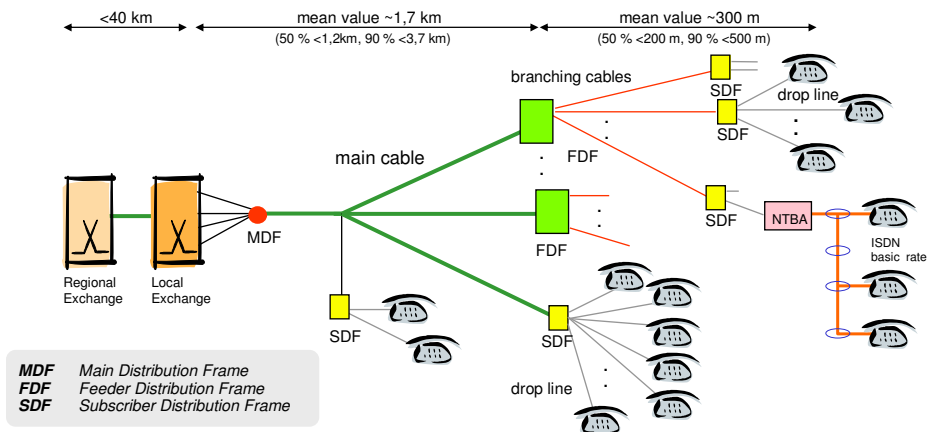 <40 km
mean value ~1,7 km
mean value ~300 m
(50 % <1,2km, 90 % <3,7 km)
(50 % <200 m, 90 % <500 m)
branching cables
SDF
drop line
SDF
main cable
FDF
MDF
SDF
NTBA
FDF
ISDN
basic rate
Regional
Exchange
Local
Exchange
SDF
SDF
drop line
MDF Main Distribution Frame
FDF Feeder Distribution Frame
SDF Subscriber Distribution Frame